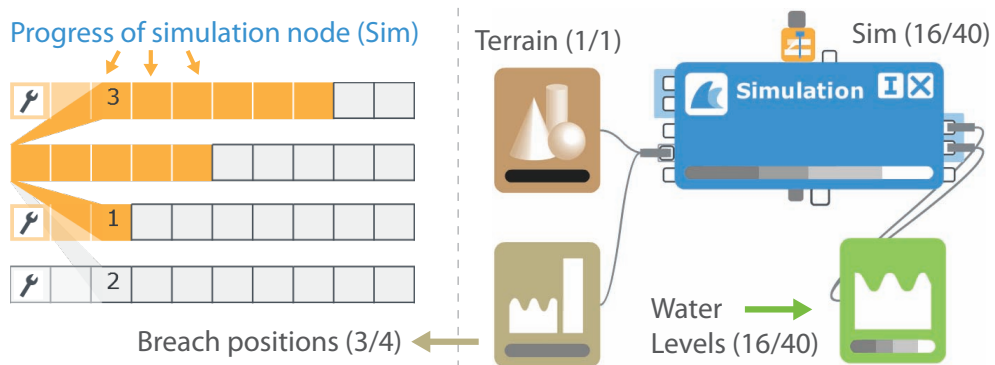 Progress of simulation node (Sim)
3
1
2
Breach positions (3/4)
Terrain (1/1)
Sim (16/40)
Simulation
I X
Water
Levels (16/40)